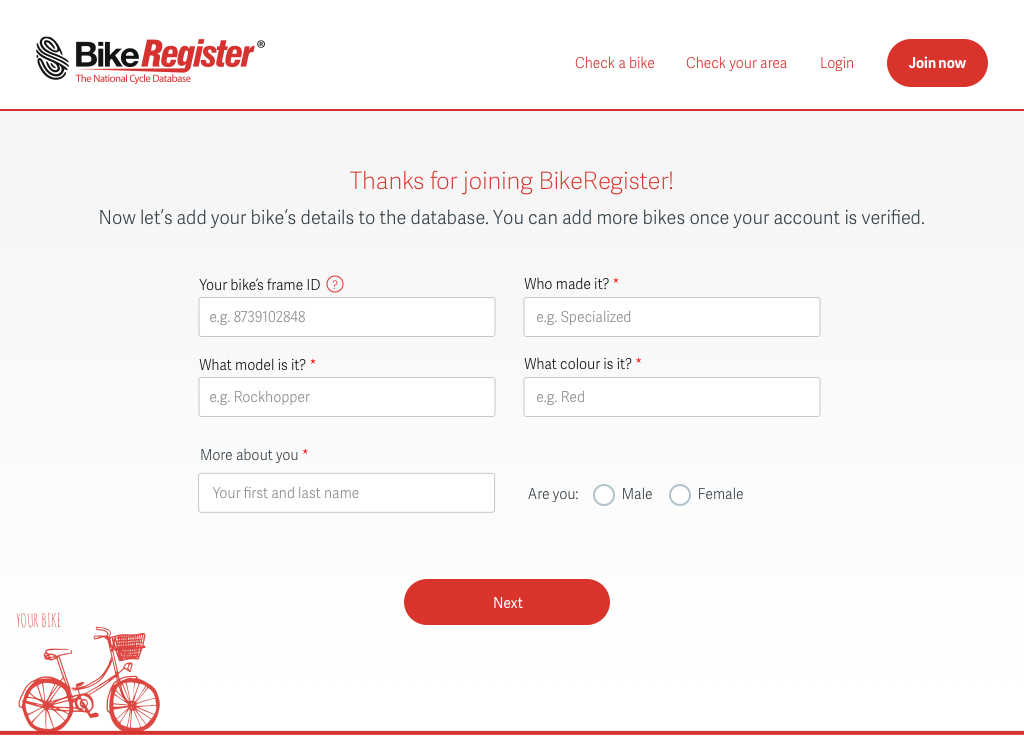 BikeRegister®
The National Cycle Database
Check a bike
Check your area
Login
Join now
Thanks for joining BikeRegister!
Now let's add your bike's details to the database. You can add more bikes once your account is verified.
Your bike's frame ID ?
Who made it? *
e.g. 8739102848
e.g. Specialized
What model is it? *
What colour is it? *
e.g. Rockhopper
e.g. Red
More about you *
Your first and last name
Are you: Male Female
Next
YOUR BIKE